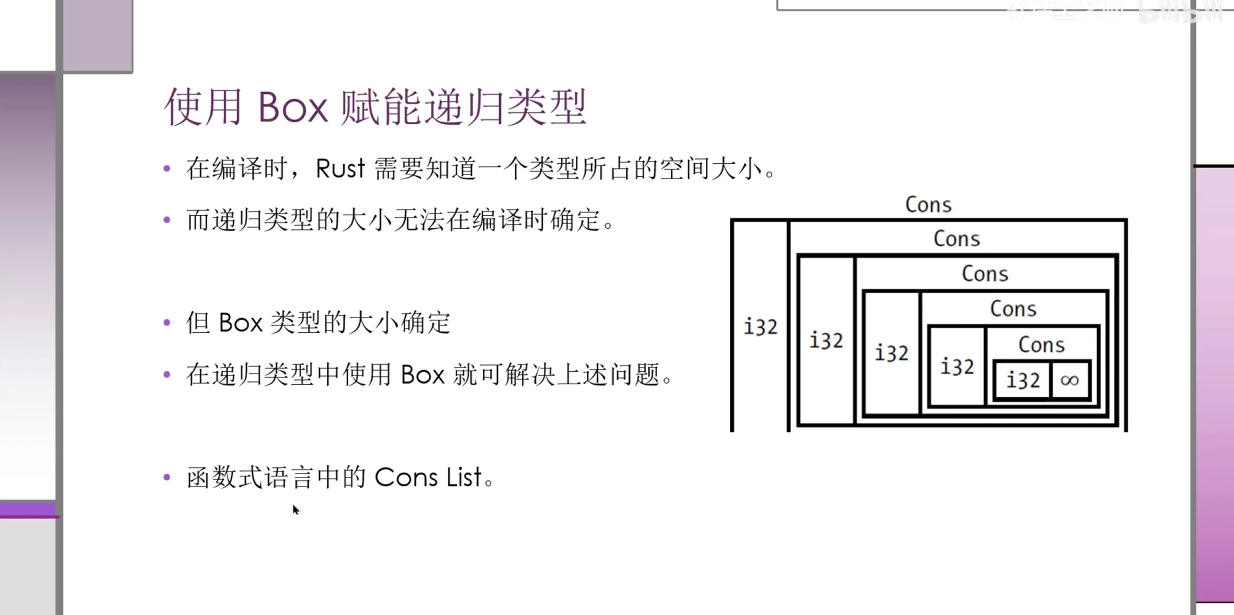 使用 Box 赋能递归类型
• 在编译时，Rust 需要知道一个类型所占的空间大小。
• 而递归类型的大小无法在编译时确定。
• 但 Box 类型的大小确定
• 在递归类型中使用 Box 就可解决上述问题。
• 函数式语言中的 Cons List。
Cons
Cons
Cons
Cons
Cons
i32
i32
i32
i32
i32
∞